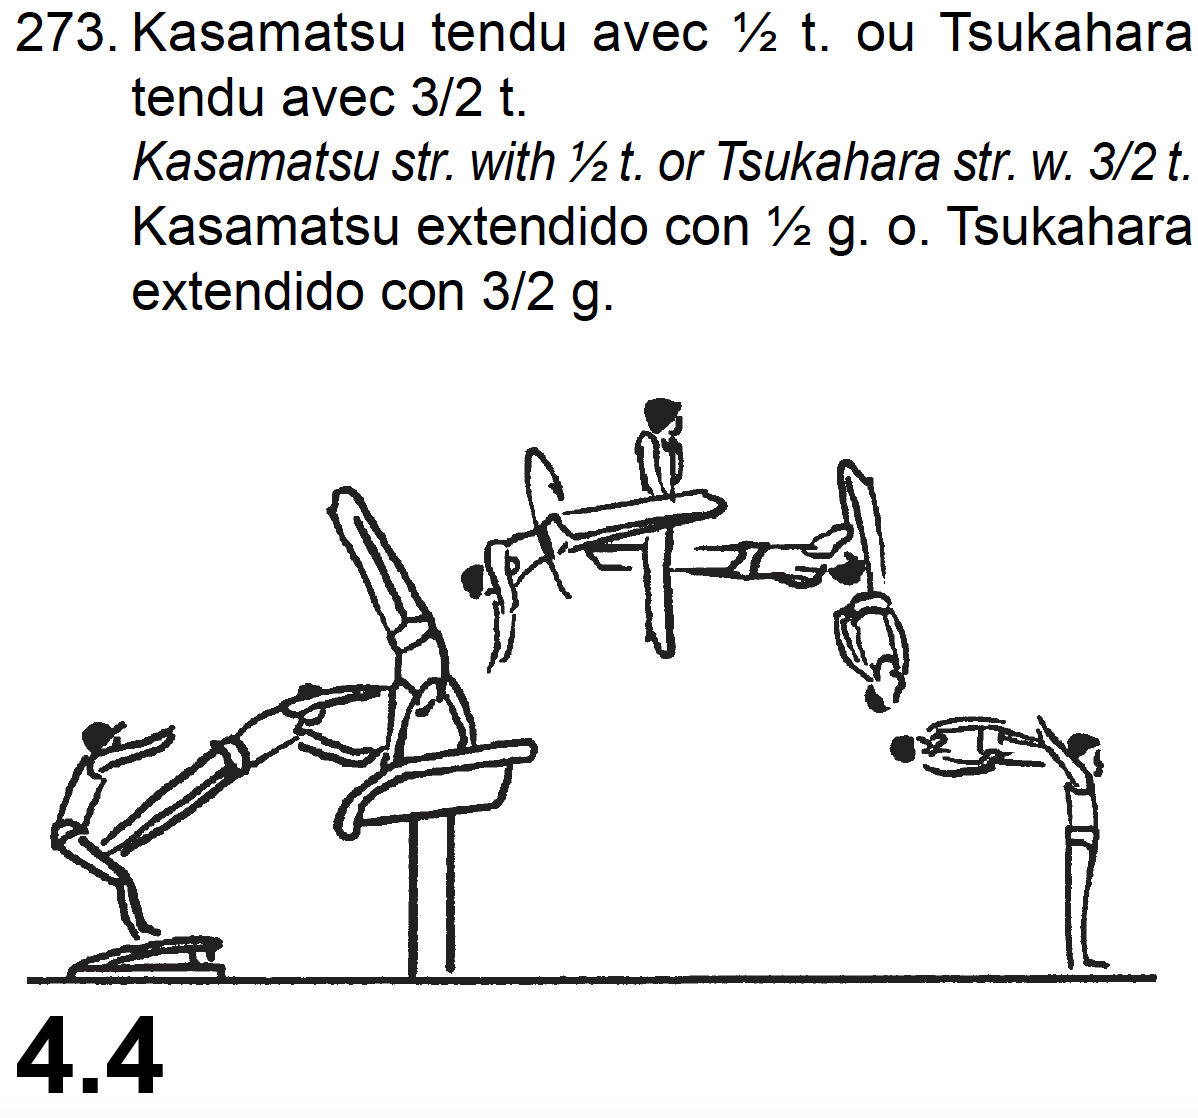 273. Kasamatsu tendu avec ½ t. ou Tsukahara
tendu avec 3/2 t.
Kasamatsu str. with ½ t. or Tsukahara str. w. 3/2 t.
Kasamatsu extendido con ½ g. o. Tsukahara
extendido con 3/2 g.
4.4